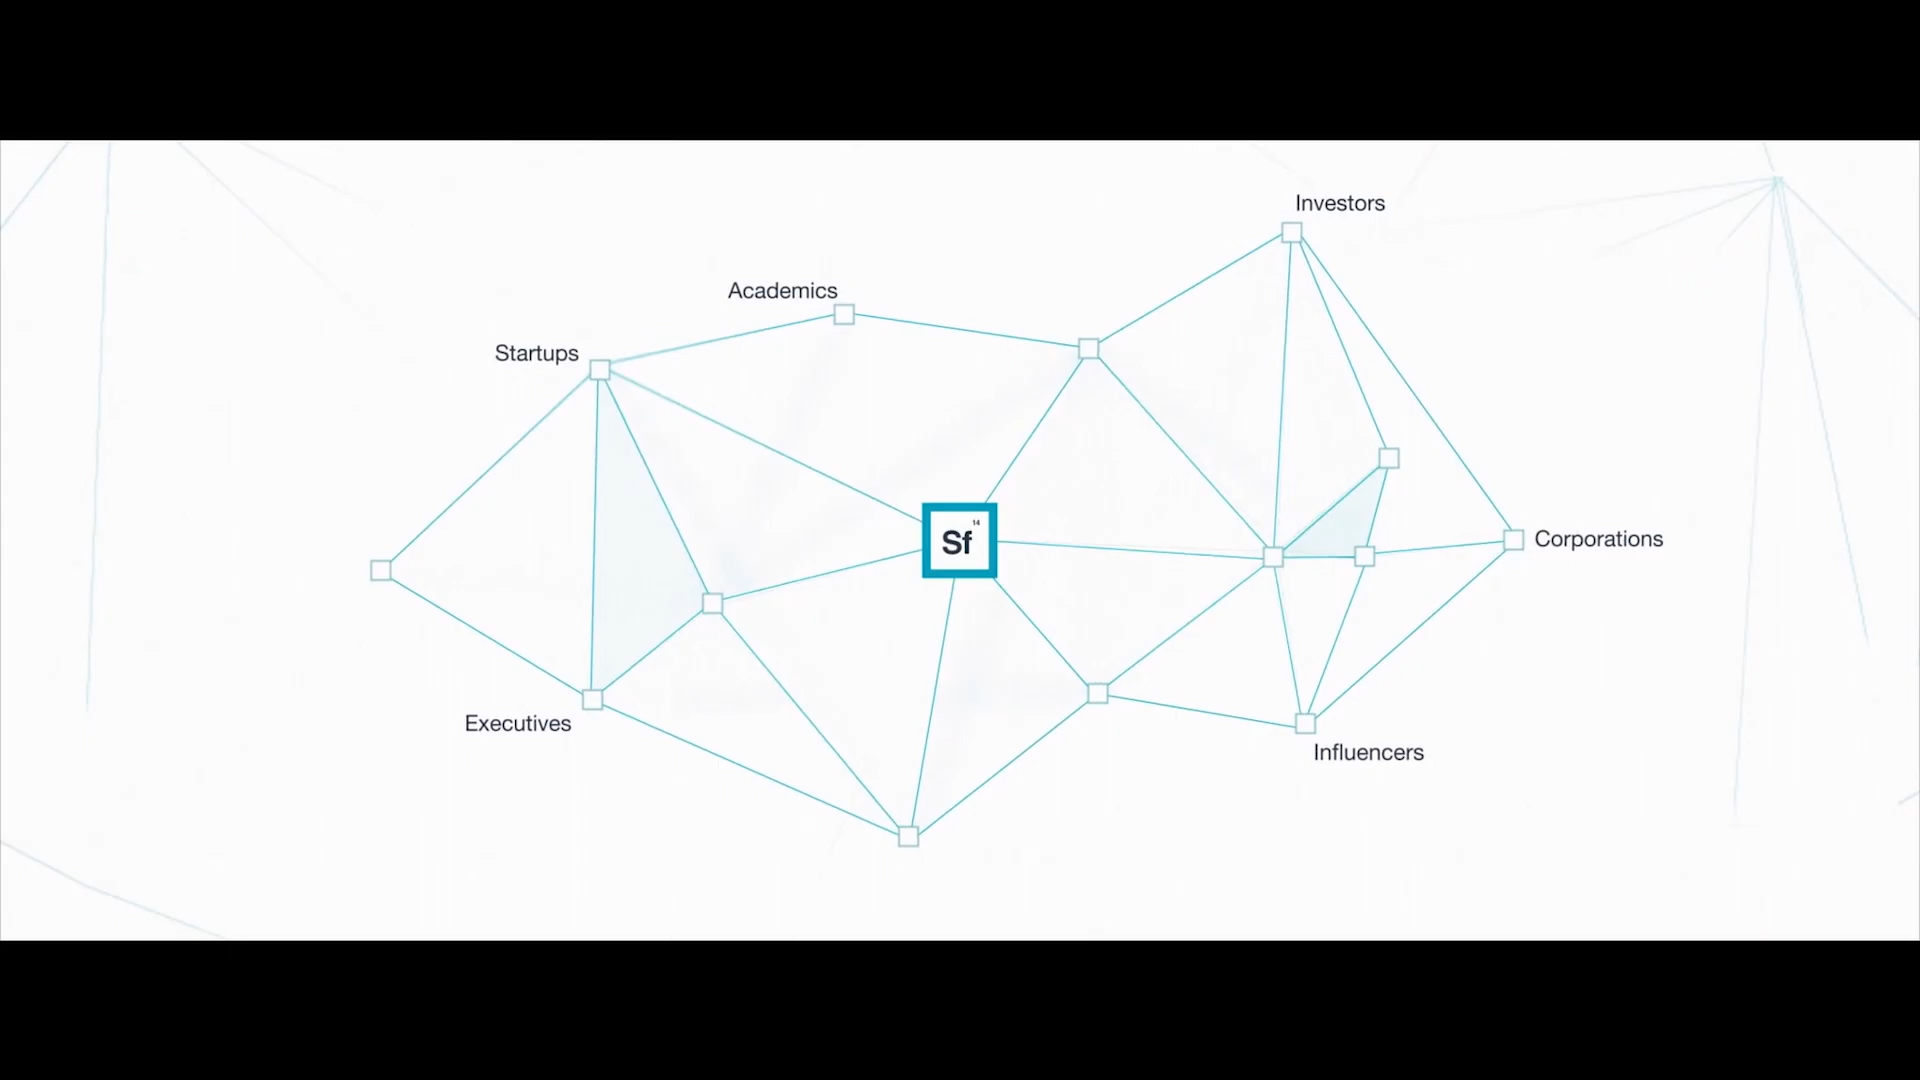 Investors
Academics
Startups
14
Sf
Corporations
Executives
Influencers